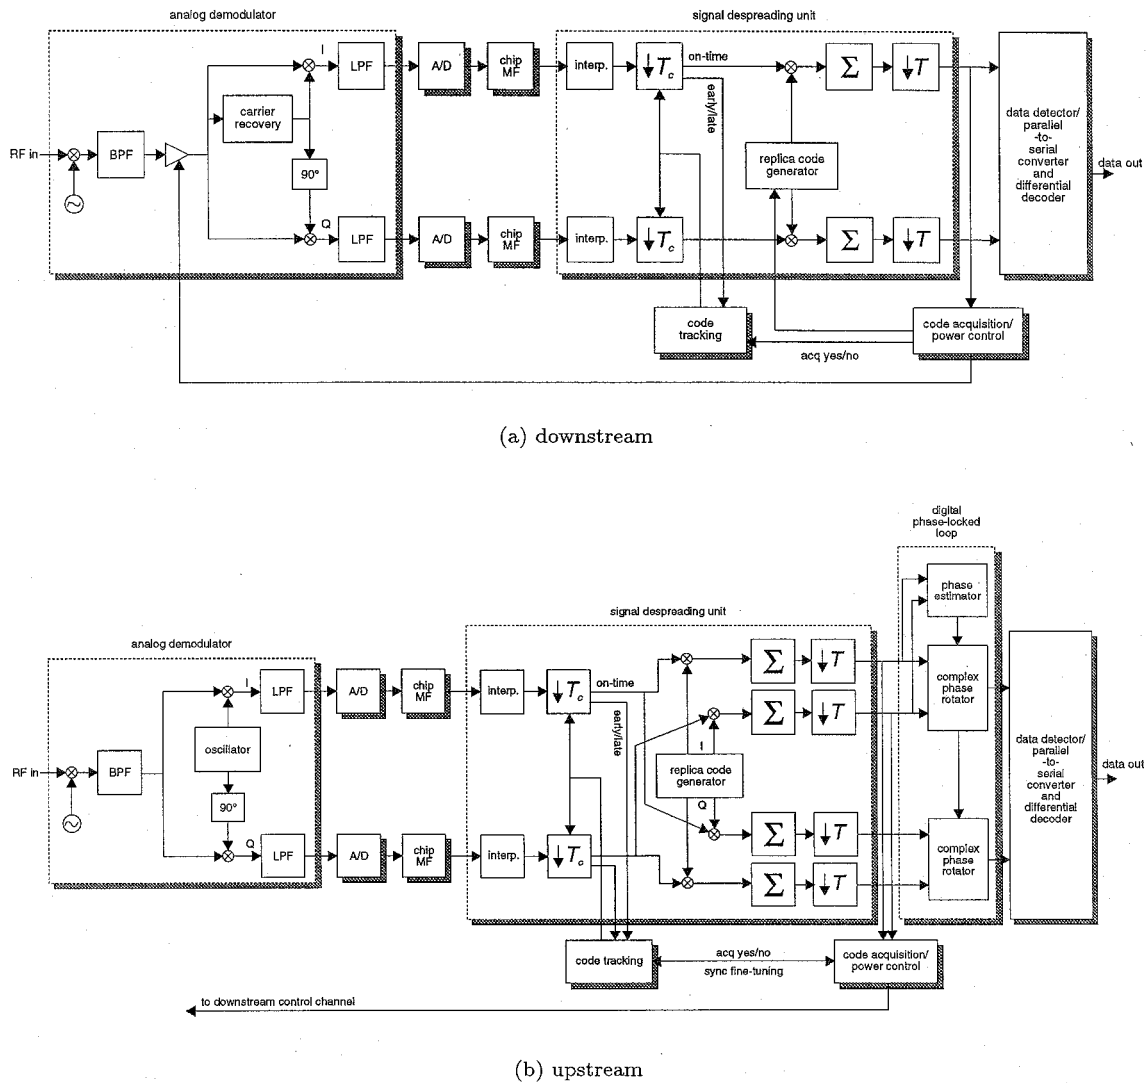 analog demodulator
signal despreading unit
I
LPF
A/D
chip
MF
interp.
↓Tc
on-time
early/late
Σ
↓T
carrier
recovery
RF in
BPF
90°
replica code
generator
data detector/
parallel
-to-
serial
converter
and
differential
decoder
data out
Q
LPF
A/D
chip
MF
interp.
↓Tc
Σ
↓T
code
tracking
acq yes/no
code acquisition/
power control
(a) downstream
digital
phase-locked
loop
signal despreading unit
analog demodulator
phase
estimator
I
LPF
A/D
chip
MF
interp.
↓Tc
on-time
early/late
Σ
↓T
Σ
↓T
complex
phase
rotator
oscillator
RF in
BPF
90°
I
replica code
generator
Q
data detector/
parallel
-to-
serial
converter
and
differential
decoder
data out
Q
LPF
A/D
chip
MF
interp.
↓Tc
Σ
↓T
Σ
↓T
complex
phase
rotator
code tracking
acq yes/no
sync fine-tuning
code acquisition/
power control
to downstream control channel
(b) upstream